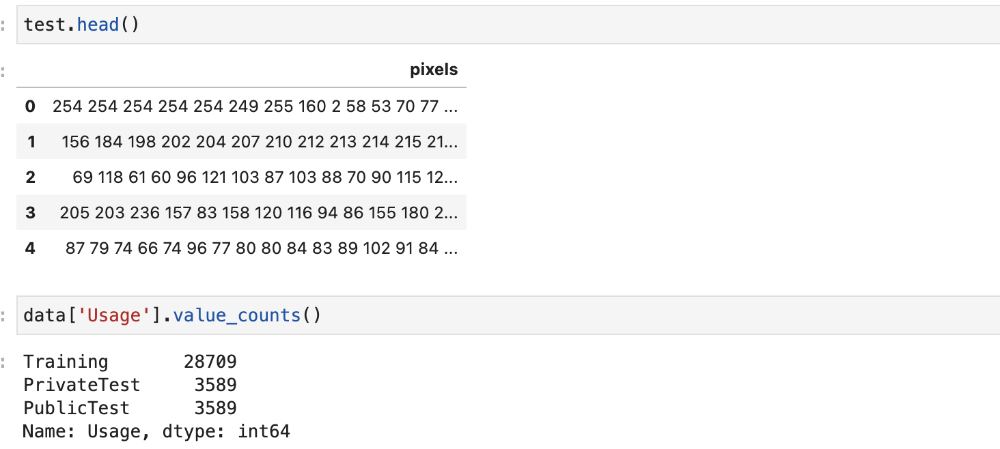 test.head()
pixels
0 254 254 254 254 254 249 255 160 2 58 53 70 77 ...
1 156 184 198 202 204 207 210 212 213 214 215 21...
2 69 118 61 60 96 121 103 87 103 88 70 90 115 12...
3 205 203 236 157 83 158 120 116 94 86 155 180 2...
4 87 79 74 66 74 96 77 80 80 84 83 89 102 91 84 ...
data['Usage'].value_counts()
Training       28709
PrivateTest     3589
PublicTest      3589
Name: Usage, dtype: int64